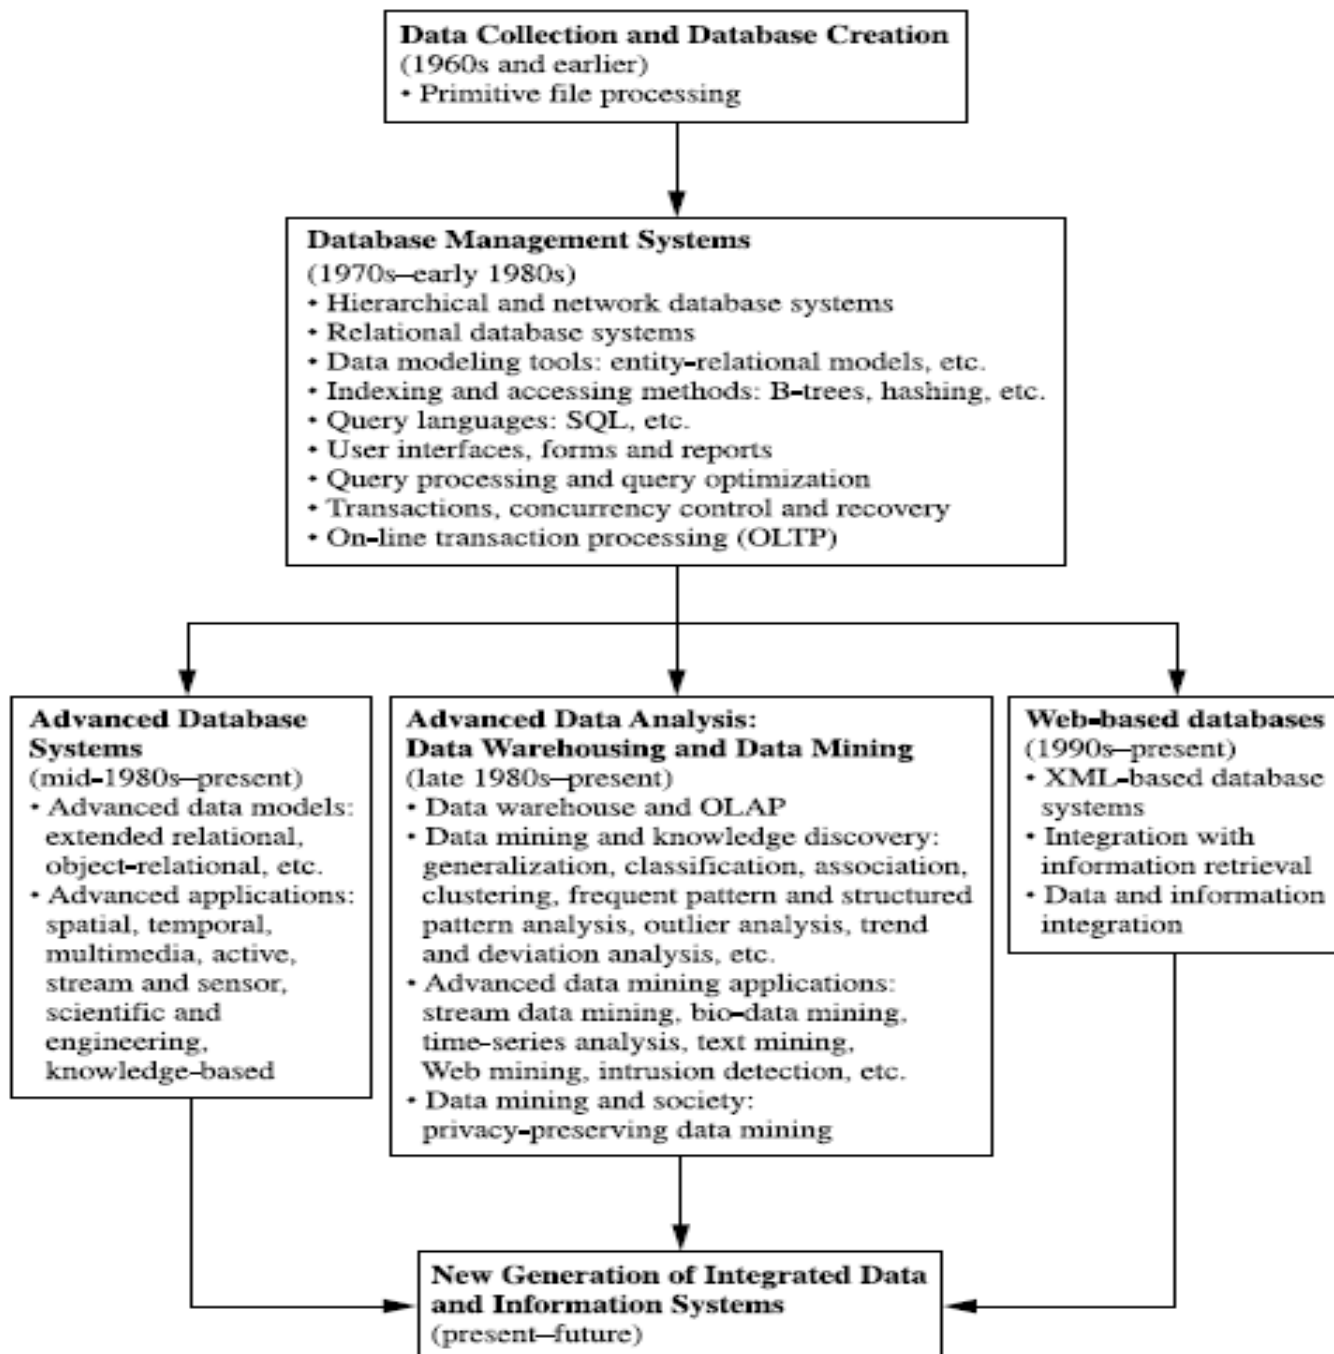 Data Collection and Database Creation
(1960s and earlier)
• Primitive file processing
Database Management Systems
(1970s–early 1980s)
• Hierarchical and network database systems
• Relational database systems
• Data modeling tools: entity-relational models, etc.
• Indexing and accessing methods: B-trees, hashing, etc.
• Query languages: SQL, etc.
• User interfaces, forms and reports
• Query processing and query optimization
• Transactions, concurrency control and recovery
• On-line transaction processing (OLTP)
Advanced Database
Systems
(mid-1980s–present)
• Advanced data models:
extended relational,
object-relational, etc.
• Advanced applications:
spatial, temporal,
multimedia, active,
stream and sensor,
scientific and
engineering,
knowledge-based
Advanced Data Analysis:
Data Warehousing and Data Mining
(late 1980s–present)
• Data warehouse and OLAP
• Data mining and knowledge discovery:
generalization, classification, association,
clustering, frequent pattern and structured
pattern analysis, outlier analysis, trend
and deviation analysis, etc.
• Advanced data mining applications:
stream data mining, bio-data mining,
time-series analysis, text mining,
Web mining, intrusion detection, etc.
• Data mining and society:
privacy-preserving data mining
Web-based databases
(1990s–present)
• XML-based database
systems
• Integration with
information retrieval
• Data and information
integration
New Generation of Integrated Data
and Information Systems
(present–future)